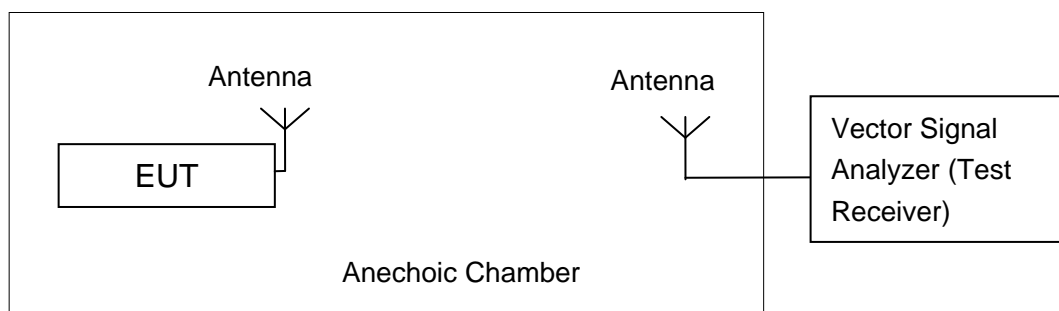 Antenna
Antenna
EUT
Vector Signal
Analyzer (Test
Receiver)
Anechoic Chamber